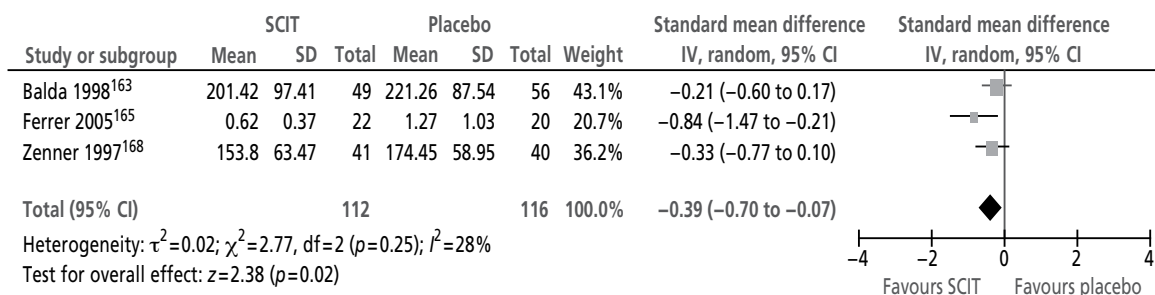 SCIT Placebo Standard mean difference Standard mean difference
Study or subgroup Mean SD Total Mean SD Total Weight IV, random, 95% CI IV, random, 95% CI
Balda 1998¹⁶³ 201.42 97.41 49 221.26 87.54 56 43.1% −0.21 (−0.60 to 0.17)
Ferrer 2005¹⁶⁵ 0.62 0.37 22 1.27 1.03 20 20.7% −0.84 (−1.47 to −0.21)
Zenner 1997¹⁶⁸ 153.8 63.47 41 174.45 58.95 40 36.2% −0.33 (−0.77 to 0.10)
Total (95% CI) 112 116 100.0% −0.39 (−0.70 to −0.07)
Heterogeneity: τ²=0.02; χ²=2.77, df=2 (p=0.25); I²=28%
Test for overall effect: z=2.38 (p=0.02)
−4 −2 0 2 4
Favours SCIT Favours placebo